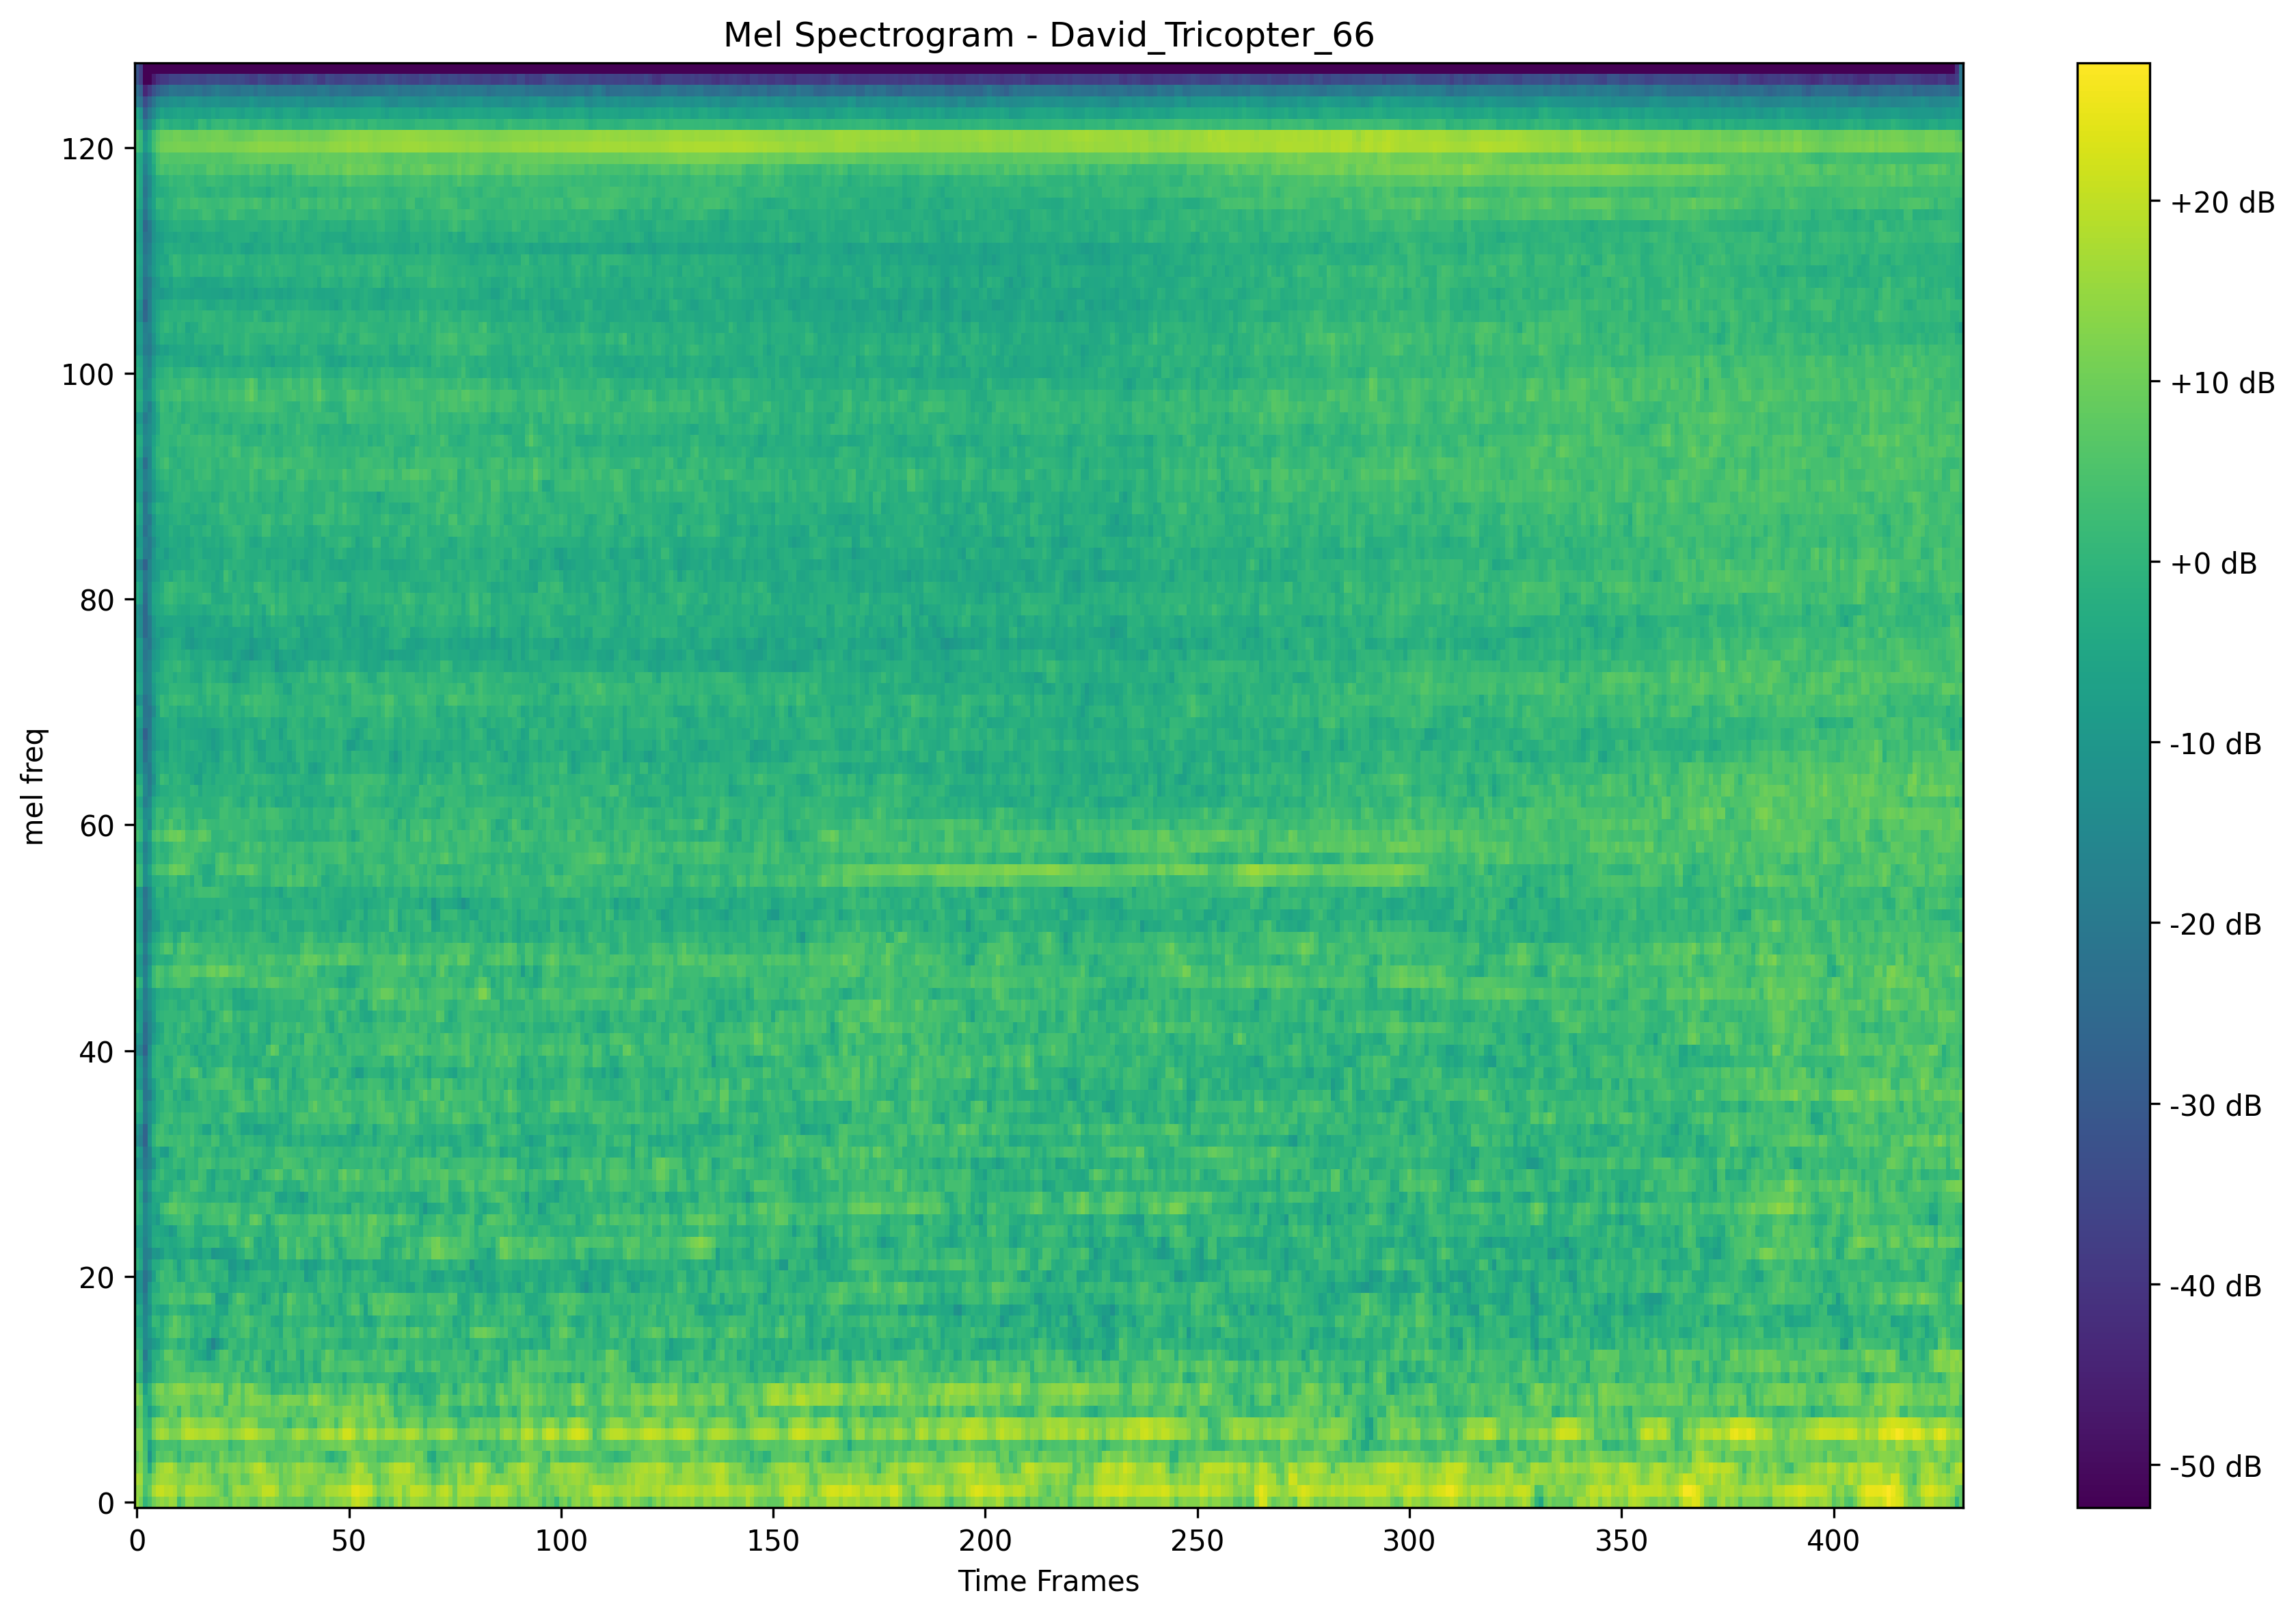 Mel Spectrogram - David_Tricopter_66
mel freq
120
100
80
60
40
20
0
0 50 100 150 200 250 300 350 400
Time Frames
+20 dB
+10 dB
+0 dB
-10 dB
-20 dB
-30 dB
-40 dB
-50 dB